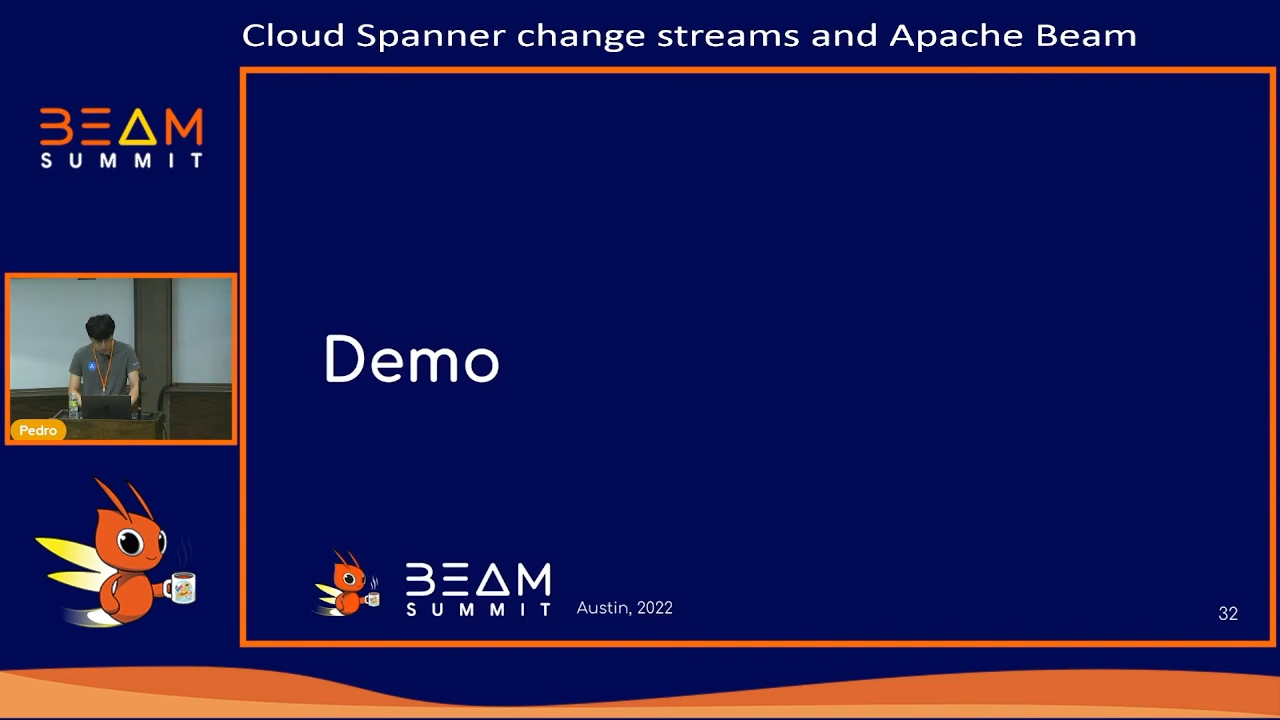 Cloud Spanner change streams and Apache Beam
BEAM
SUMMIT
Pedro
Demo
BEAM
SUMMIT
Austin, 2022
32